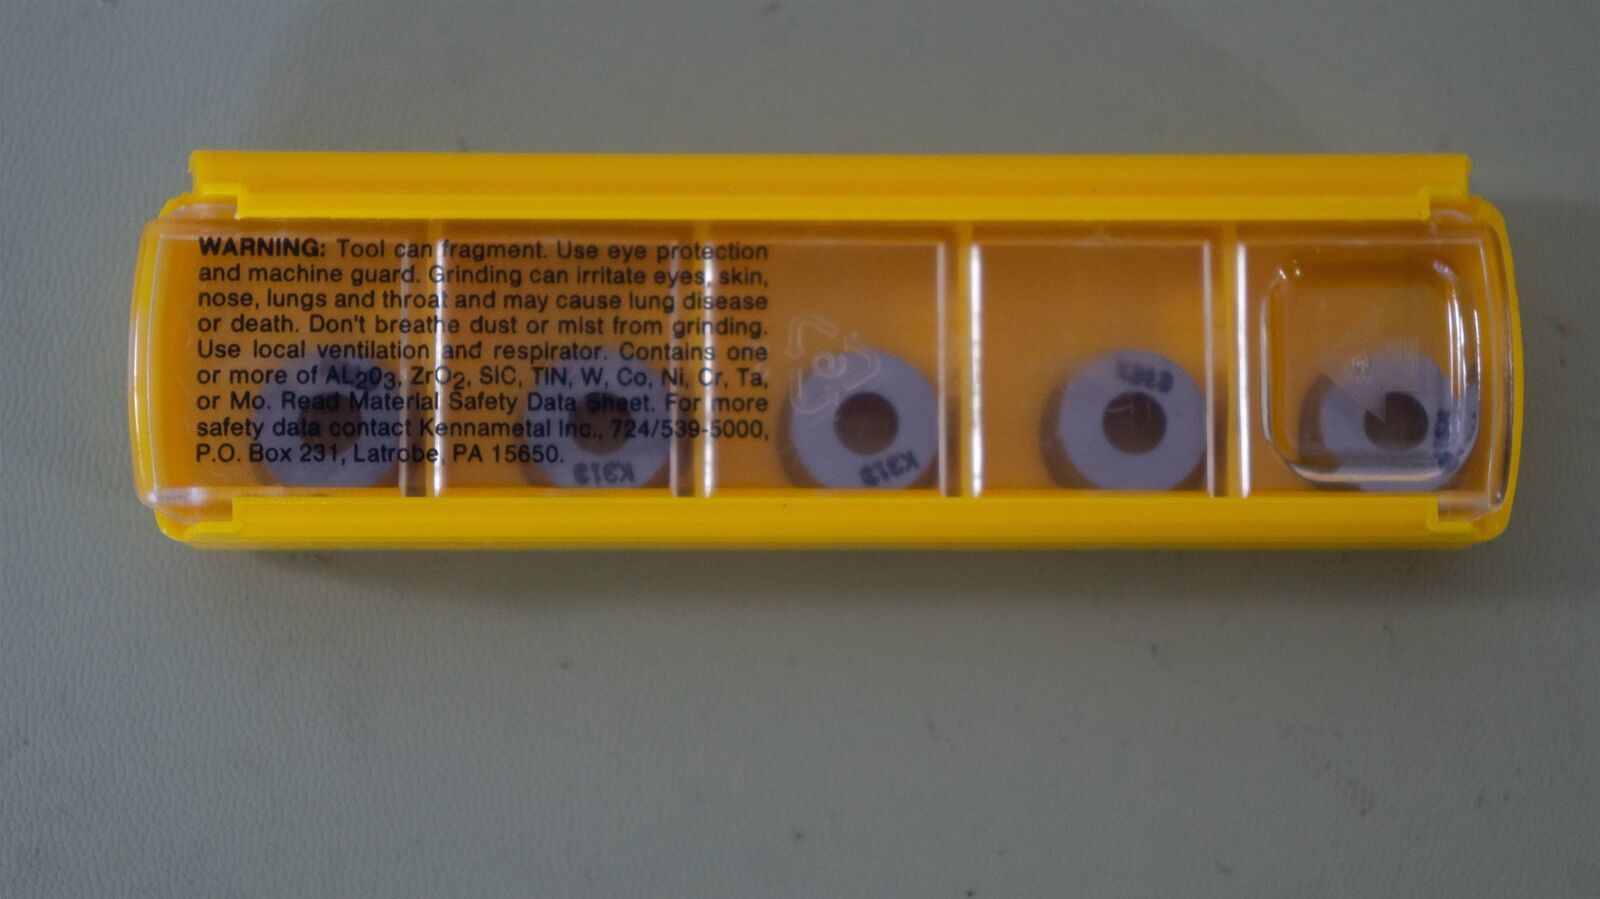 WARNING: Tool can fragment. Use eye protection
and machine guard. Grinding can irritate eyes, skin,
nose, lungs and throat and may cause lung disease
or death. Don't breathe dust or mist from grinding.
Use local ventilation and respirator. Contains one
or more of AL₂O₃, ZrO₂, SiC, TIN, W, Co, Ni, Cr, Ta,
or Mo. Read Material Safety Data Sheet. For more
safety data contact Kennametal Inc., 724/539-5000,
P.O. Box 231, Latrobe, PA 15650.
K313
K313
K313